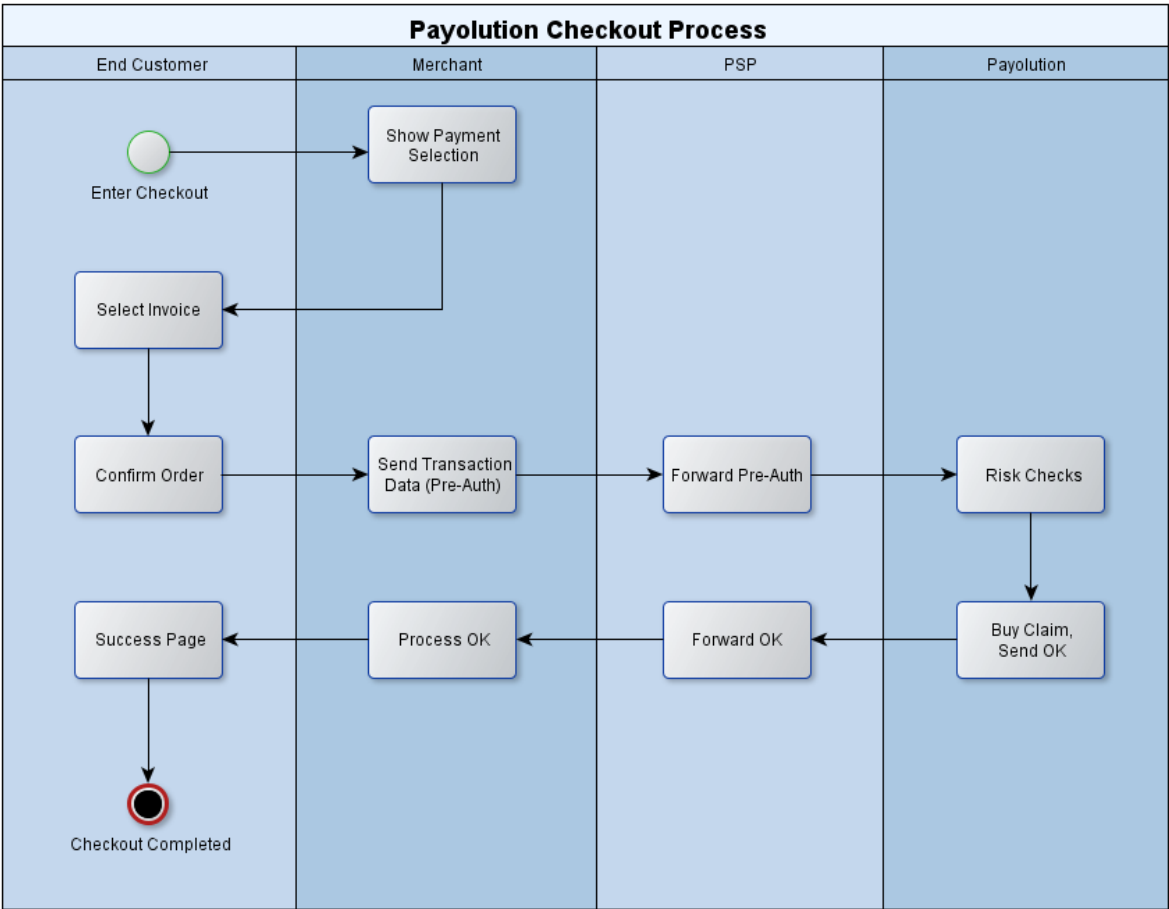 Payolution Checkout Process
End Customer
Merchant
PSP
Payolution
Show Payment
Selection
Enter Checkout
Select Invoice
Confirm Order
Send Transaction
Data (Pre-Auth)
Forward Pre-Auth
Risk Checks
Success Page
Process OK
Forward OK
Buy Claim,
Send OK
Checkout Completed